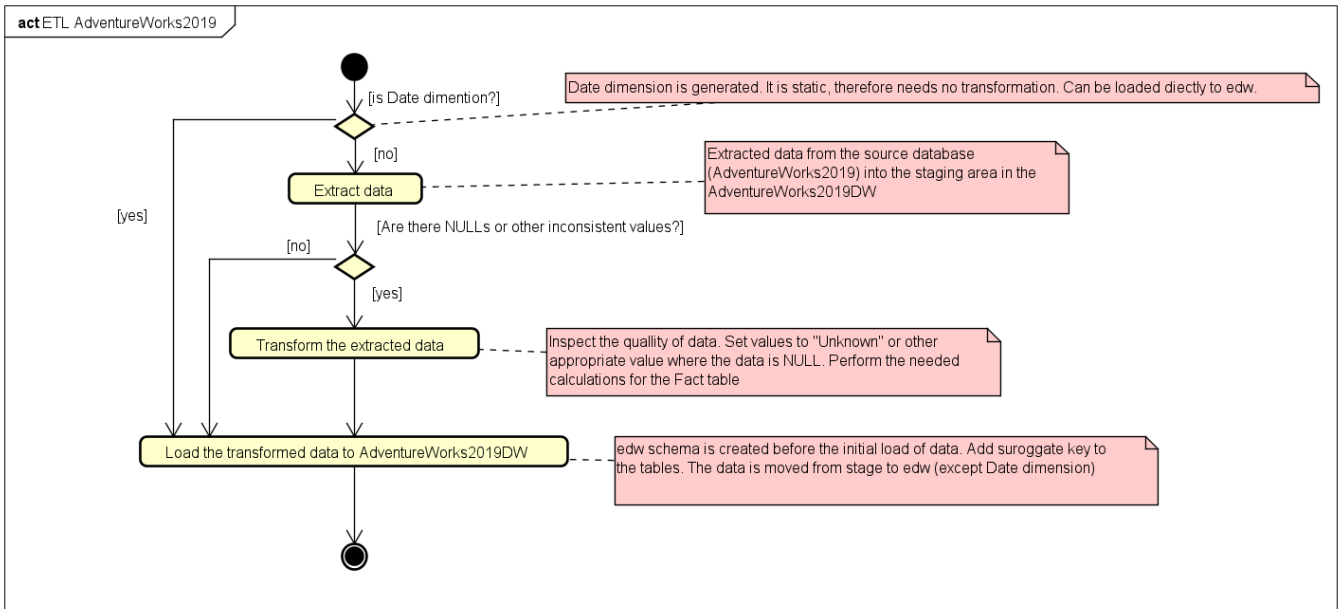 act ETL AdventureWorks2019
[is Date dimention?]
Date dimension is generated. It is static, therefore needs no transformation. Can be loaded diectly to edw.
[no]
Extract data
Extracted data from the source database
(AdventureWorks2019) into the staging area in the
AdventureWorks2019DW
[yes]
[Are there NULLs or other inconsistent values?]
[no]
[yes]
Transform the extracted data
Inspect the quallity of data. Set values to "Unknown" or other
appropriate value where the data is NULL. Perform the needed
calculations for the Fact table
Load the transformed data to AdventureWorks2019DW
edw schema is created before the initial load of data. Add suroggate key to
the tables. The data is moved from stage to edw (except Date dimension)